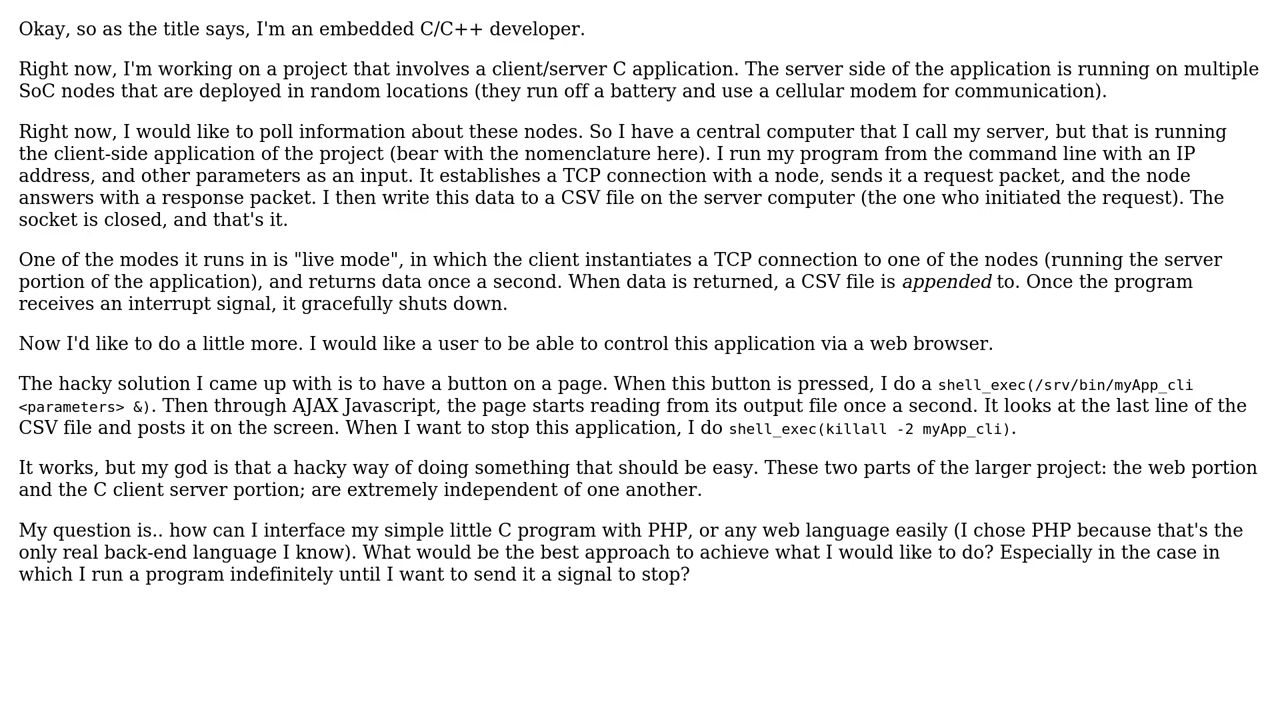 Okay, so as the title says, I'm an embedded C/C++ developer.
Right now, I'm working on a project that involves a client/server C application. The server side of the application is running on multiple
SoC nodes that are deployed in random locations (they run off a battery and use a cellular modem for communication).
Right now, I would like to poll information about these nodes. So I have a central computer that I call my server, but that is running
the client-side application of the project (bear with the nomenclature here). I run my program from the command line with an IP
address, and other parameters as an input. It establishes a TCP connection with a node, sends it a request packet, and the node
answers with a response packet. I then write this data to a CSV file on the server computer (the one who initiated the request). The
socket is closed, and that's it.
One of the modes it runs in is "live mode", in which the client instantiates a TCP connection to one of the nodes (running the server
portion of the application), and returns data once a second. When data is returned, a CSV file is appended to. Once the program
receives an interrupt signal, it gracefully shuts down.
Now I'd like to do a little more. I would like a user to be able to control this application via a web browser.
The hacky solution I came up with is to have a button on a page. When this button is pressed, I do a shell_exec(/srv/bin/myApp_cli
<parameters> &). Then through AJAX Javascript, the page starts reading from its output file once a second. It looks at the last line of the
CSV file and posts it on the screen. When I want to stop this application, I do shell_exec(killall -2 myApp_cli).
It works, but my god is that a hacky way of doing something that should be easy. These two parts of the larger project: the web portion
and the C client server portion; are extremely independent of one another.
My question is.. how can I interface my simple little C program with PHP, or any web language easily (I chose PHP because that's the
only real back-end language I know). What would be the best approach to achieve what I would like to do? Especially in the case in
which I run a program indefinitely until I want to send it a signal to stop?